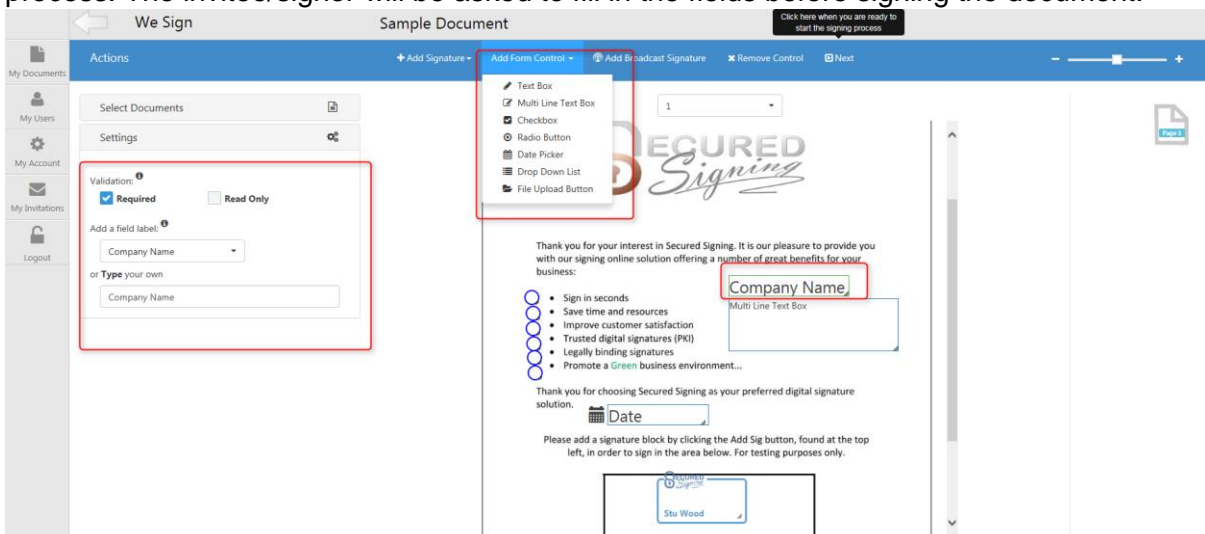 process. The invitee/signer will be asked to fill in the fields before signing the document.
We Sign
Sample Document
Click here when you are ready to
start the signing process
My Documents
My Users
My Account
My Invitations
Logout
Actions
Add Signature
Add Form Control
Add Broadcast Signature
Remove Control
Next
Select Documents
Settings
Validation:
Required
Read Only
Add a field label:
Company Name
or Type your own
Company Name
Text Box
Multi Line Text Box
Checkbox
Radio Button
Date Picker
Drop Down List
File Upload Button
1
SECURED
Signing
Page 1
Thank you for your interest in Secured Signing. It is our pleasure to provide you
with our signing online solution offering a number of great benefits for your
business:
Company Name
Multi Line Text Box
• Sign in seconds
• Save time and resources
• Improve customer satisfaction
• Trusted digital signatures (PKI)
• Legally binding signatures
• Promote a Green business environment...
Thank you for choosing Secured Signing as your preferred digital signature
solution.
Date
Please add a signature block by clicking the Add Sig button, found at the top
left, in order to sign in the area below. For testing purposes only.
SECURED
Signing
Stu Wood